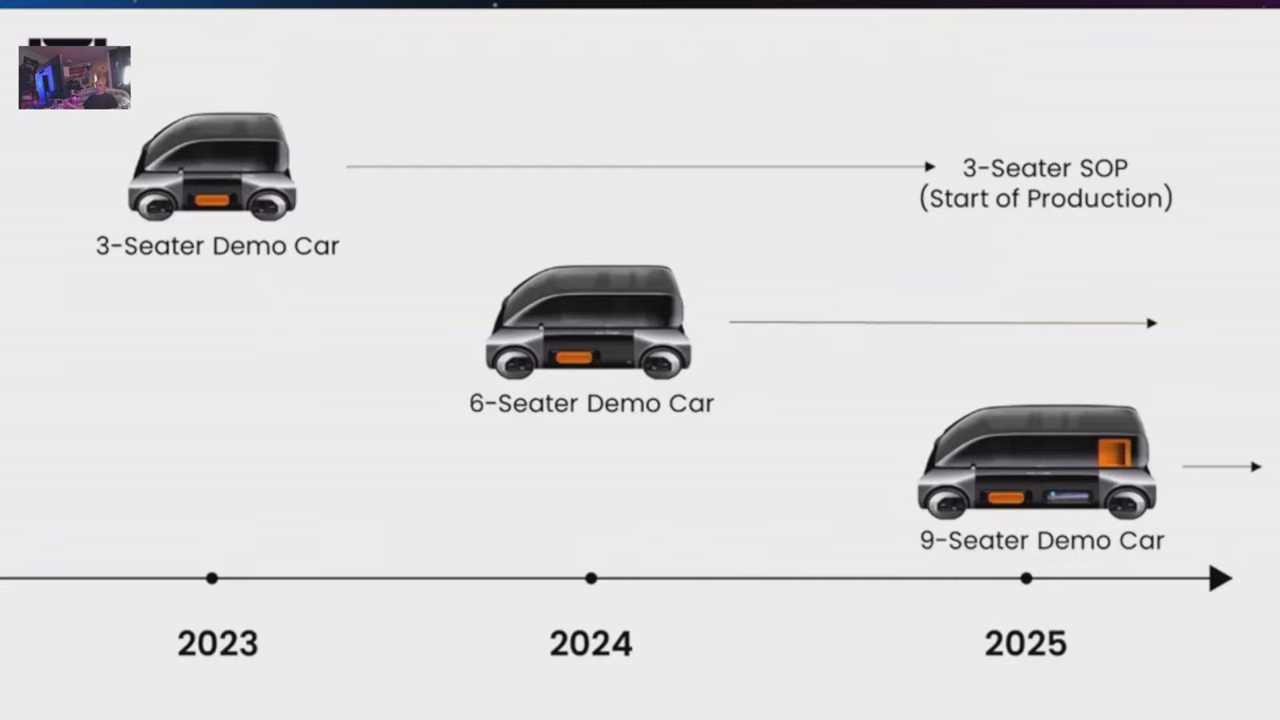 3-Seater SOP
(Start of Production)
3-Seater Demo Car
6-Seater Demo Car
9-Seater Demo Car
2023
2024
2025